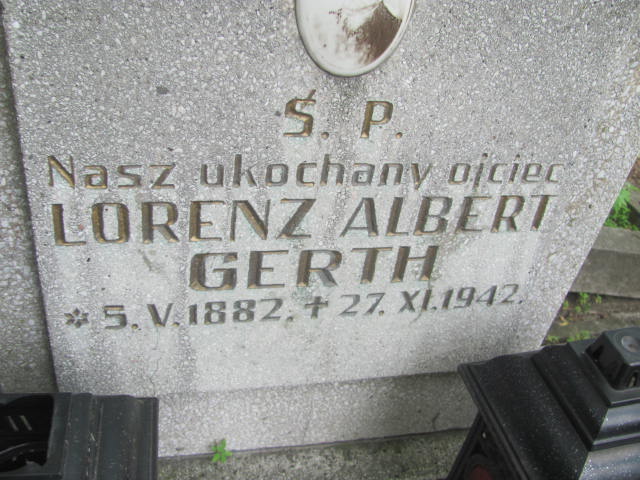 Ś. P.
Nasz ukochany ojciec
LORENZ ALBERT
GERTH
* 5. V. 1882. + 27. XI. 1942.